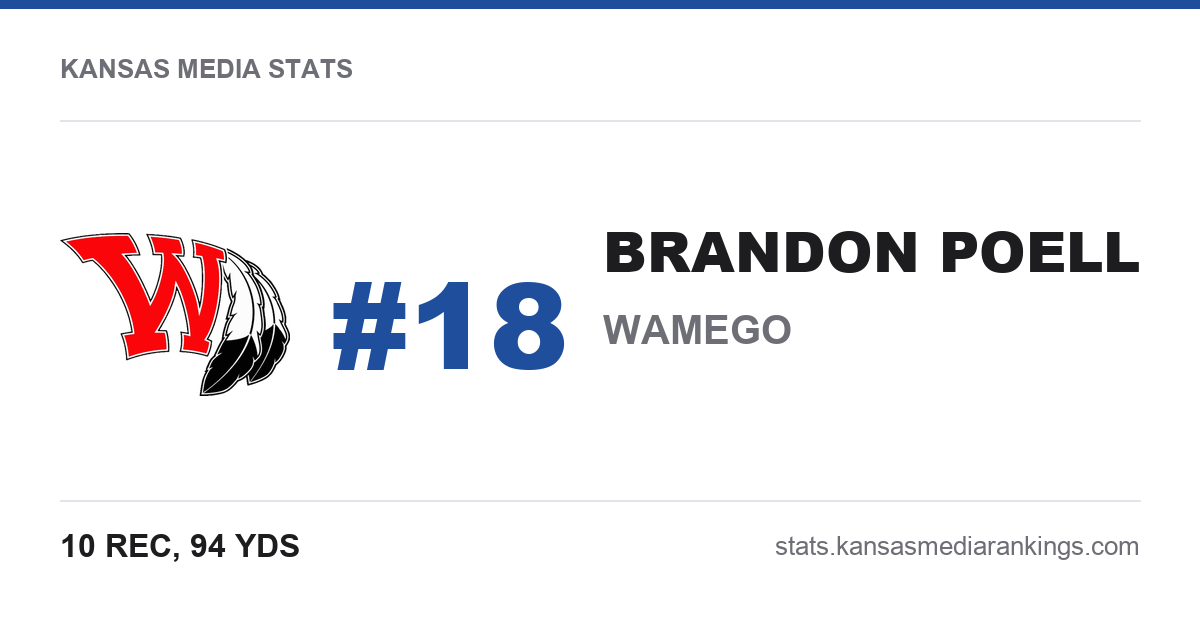 KANSAS MEDIA STATS
W
#18
BRANDON POELL
WAMEGO
10 REC, 94 YDS
stats.kansasmediarankings.com